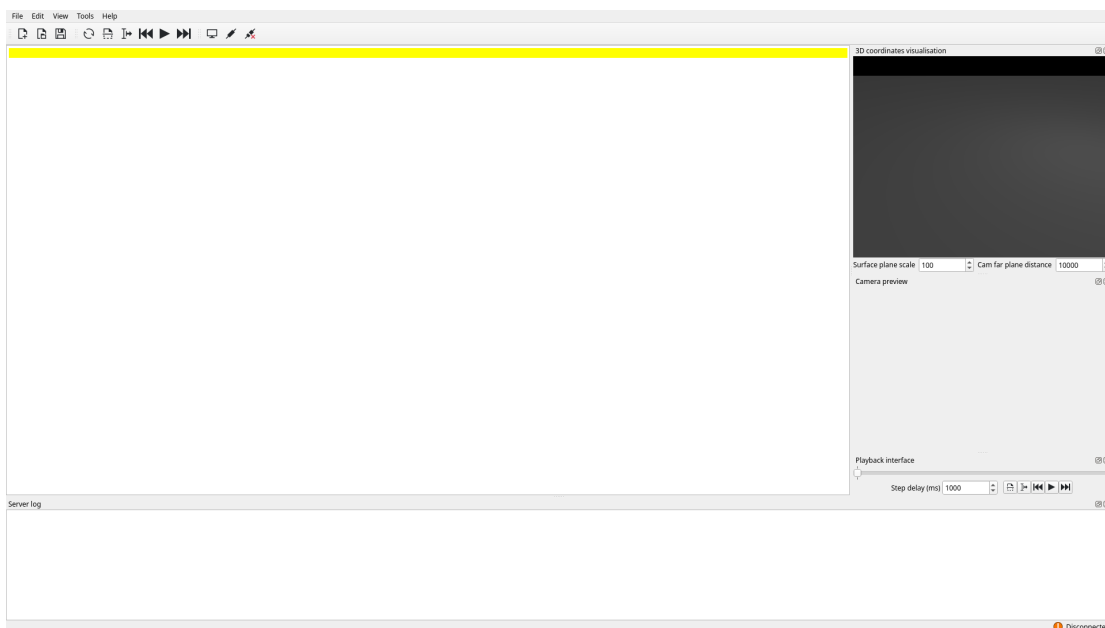 File Edit View Tools Help
3D coordinates visualisation
Surface plane scale 100 Cam far plane distance 10000
Camera preview
Playback interface
Step delay (ms) 1000
Server log
Disconnecte